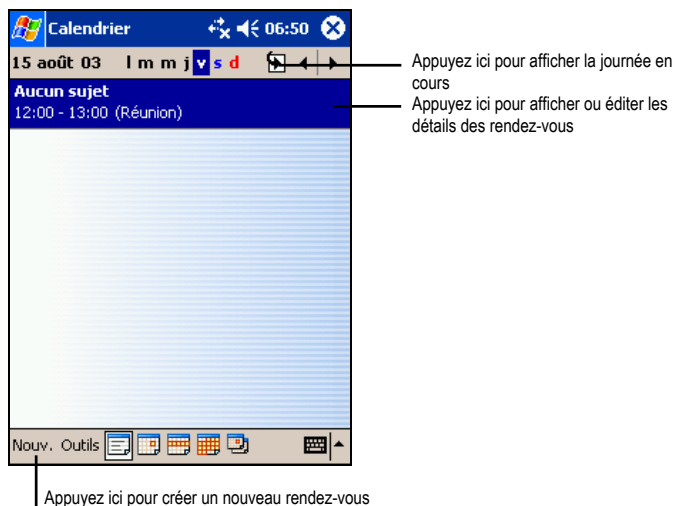 Calendrier 06:50
15 août 03 l m m j v s d
Appuyez ici pour afficher la journée en
cours
Aucun sujet
12:00 - 13:00 (Réunion)
Appuyez ici pour afficher ou éditer les
détails des rendez-vous
Nouv. Outils
Appuyez ici pour créer un nouveau rendez-vous